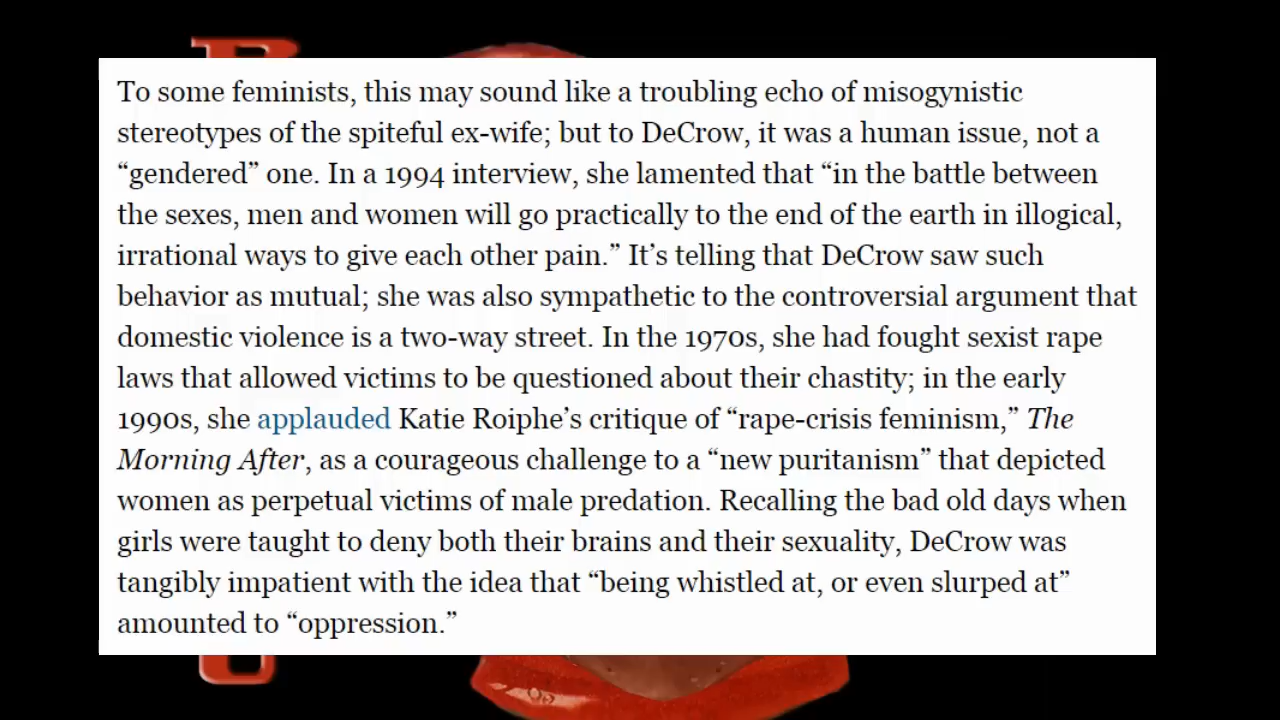 To some feminists, this may sound like a troubling echo of misogynistic
stereotypes of the spiteful ex-wife; but to DeCrow, it was a human issue, not a
“gendered” one. In a 1994 interview, she lamented that “in the battle between
the sexes, men and women will go practically to the end of the earth in illogical,
irrational ways to give each other pain.” It’s telling that DeCrow saw such
behavior as mutual; she was also sympathetic to the controversial argument that
domestic violence is a two-way street. In the 1970s, she had fought sexist rape
laws that allowed victims to be questioned about their chastity; in the early
1990s, she applauded Katie Roiphe’s critique of “rape-crisis feminism,” The
Morning After, as a courageous challenge to a “new puritanism” that depicted
women as perpetual victims of male predation. Recalling the bad old days when
girls were taught to deny both their brains and their sexuality, DeCrow was
tangibly impatient with the idea that “being whistled at, or even slurped at”
amounted to “oppression.”